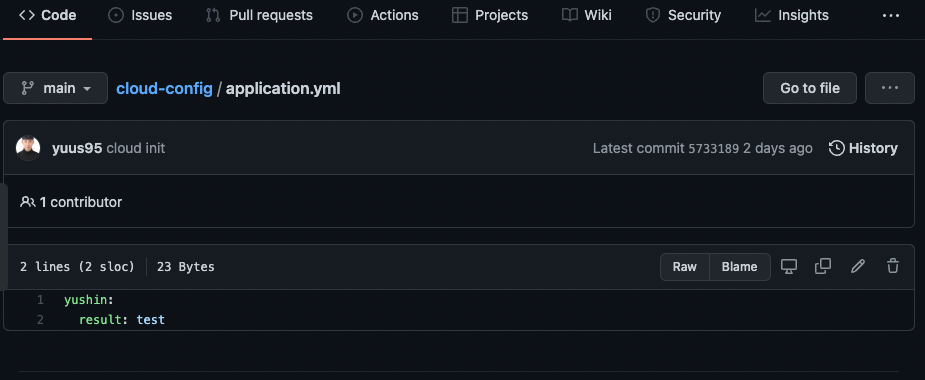 <> Code Issues Pull requests Actions Projects Wiki Security Insights ...
main cloud-config / application.yml Go to file ...
yuus95 cloud init Latest commit 5733189 2 days ago History
1 contributor
2 lines (2 sloc) 23 Bytes Raw Blame
1 yushin:
2 result: test